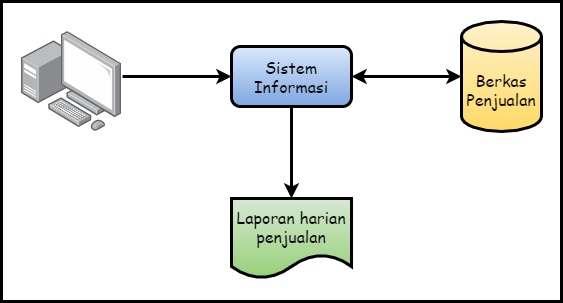 Sistem
Informasi
Berkas
Penjualan
Laporan harian
penjualan